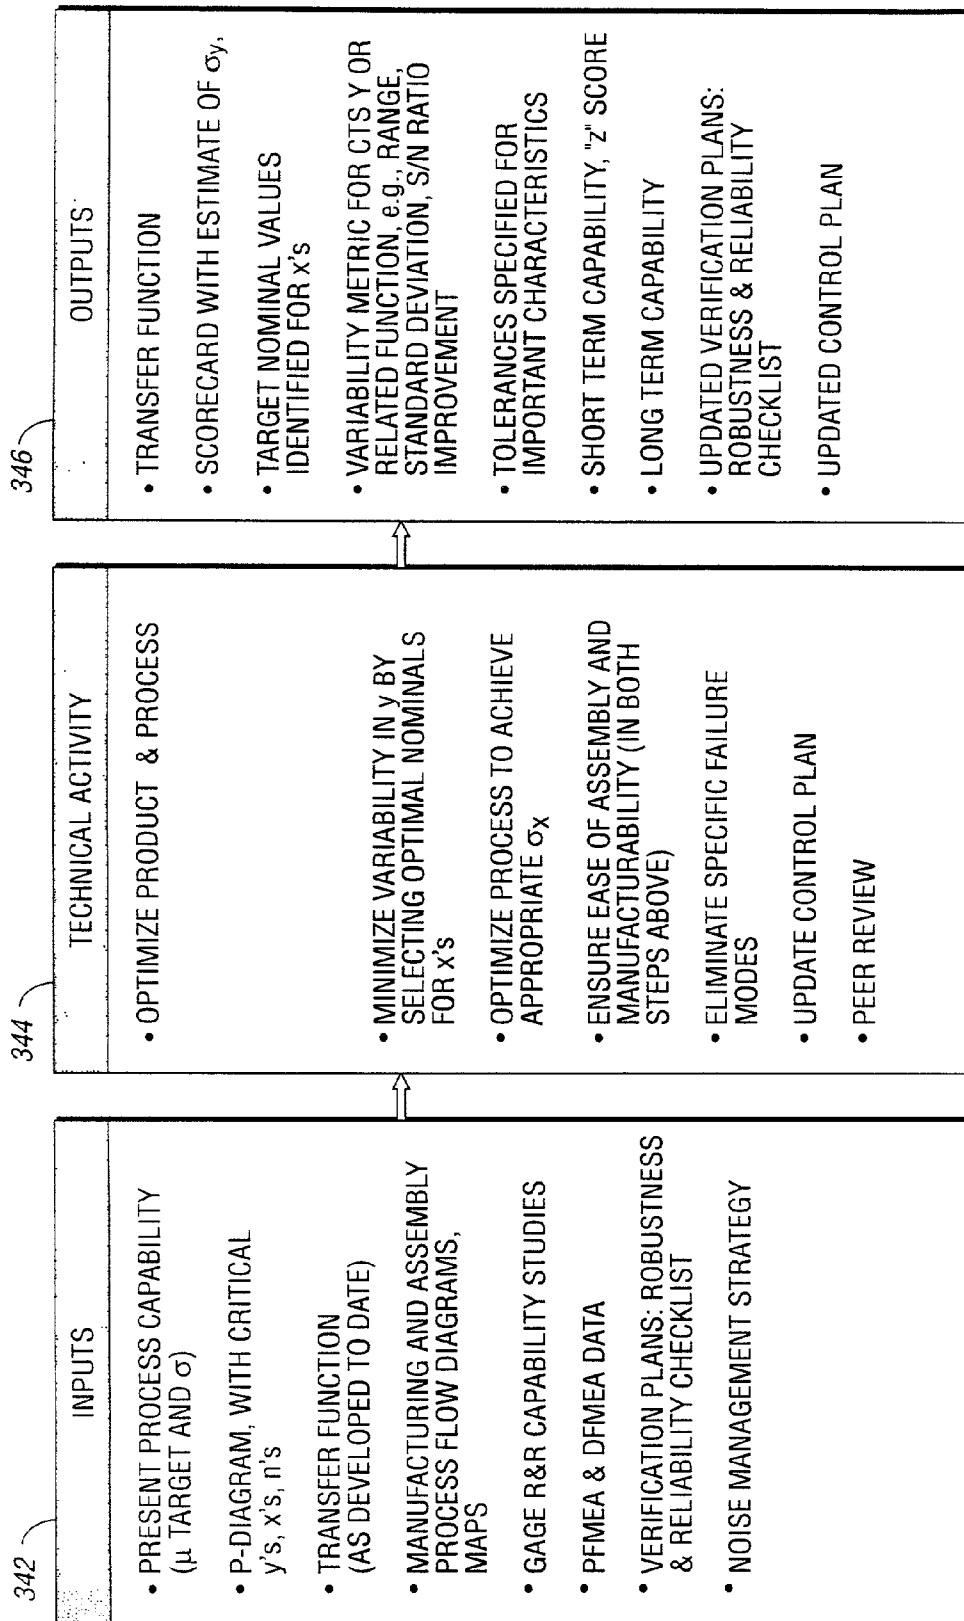 342
INPUTS
• PRESENT PROCESS CAPABILITY
(μ TARGET AND σ)
• P-DIAGRAM, WITH CRITICAL
y's, x's, n's
• TRANSFER FUNCTION
(AS DEVELOPED TO DATE)
• MANUFACTURING AND ASSEMBLY
PROCESS FLOW DIAGRAMS,
MAPS
• GAGE R&R CAPABILITY STUDIES
• PFMEA & DFMEA DATA
• VERIFICATION PLANS: ROBUSTNESS
& RELIABILITY CHECKLIST
• NOISE MANAGEMENT STRATEGY
344
TECHNICAL ACTIVITY
• OPTIMIZE PRODUCT & PROCESS
• MINIMIZE VARIABILITY IN y BY
SELECTING OPTIMAL NOMINALS
FOR x's
• OPTIMIZE PROCESS TO ACHIEVE
APPROPRIATE σX
• ENSURE EASE OF ASSEMBLY AND
MANUFACTURABILITY (IN BOTH
STEPS ABOVE)
• ELIMINATE SPECIFIC FAILURE
MODES
• UPDATE CONTROL PLAN
• PEER REVIEW
346
OUTPUTS
• TRANSFER FUNCTION
• SCORECARD WITH ESTIMATE OF σy,
• TARGET NOMINAL VALUES
IDENTIFIED FOR x's
• VARIABILITY METRIC FOR CTS Y OR
RELATED FUNCTION, e.g., RANGE,
STANDARD DEVIATION, S/N RATIO
IMPROVEMENT
• TOLERANCES SPECIFIED FOR
IMPORTANT CHARACTERISTICS
• SHORT TERM CAPABILITY, "z" SCORE
• LONG TERM CAPABILITY
• UPDATED VERIFICATION PLANS:
ROBUSTNESS & RELIABILITY
CHECKLIST
• UPDATED CONTROL PLAN